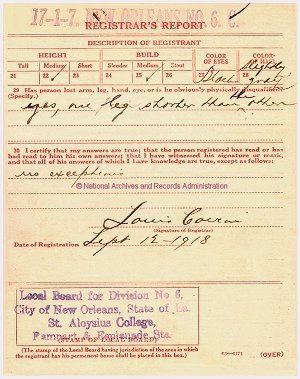 17-1-7. NEW ORLEANS NO 6. C.
REGISTRAR'S REPORT
DESCRIPTION OF REGISTRANT
HEIGHT BUILD COLOR OF EYES COLOR OF HAIR
Tall Medium Short Slender Medium Stout
21 22 23 24 25 26 27 28
29 Has person lost arm, leg, hand, eye, or is he obviously physically disqualified?
(Specify.)
yes, one leg shorter than other
30 I certify that my answers are true; that the person registered has read or has
had read to him his own answers; that I have witnessed his signature or mark,
and that all of his answers of which I have knowledge are true, except as follows:
no exceptions
© National Archives and Records Administration
Louis
(Signature of Registrar)
Date of Registration Sept 12-1918
Local Board for Division No 6,
City of New Orleans, State of La.
St. Aloysius College,
Rampart & Esplanade Sts.
(STAMP OF LOCAL BOARD)
(The stamp of the Local Board having jurisdiction of the area in which
the registrant has his permanent home shall be placed in this box.)
(OVER)